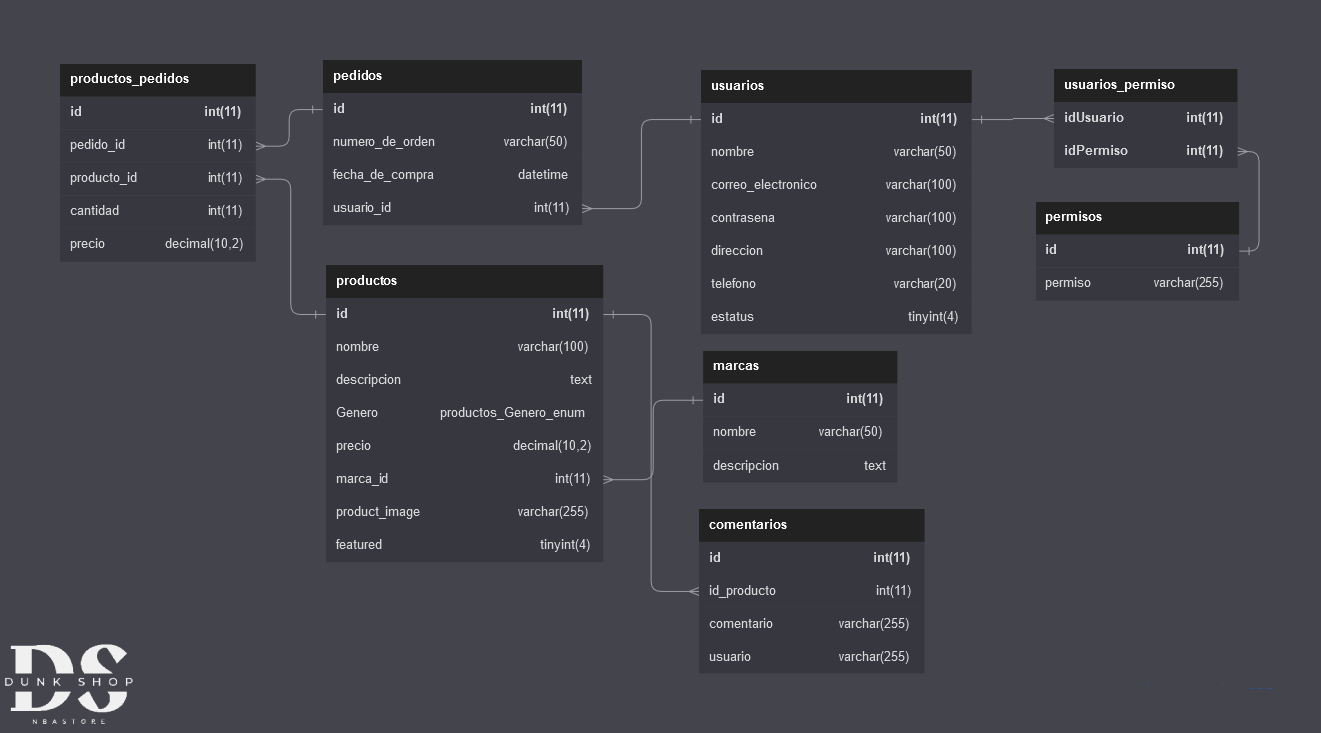 productos_pedidos
id int(11)
pedido_id int(11)
producto_id int(11)
cantidad int(11)
precio decimal(10,2)
pedidos
id int(11)
numero_de_orden varchar(50)
fecha_de_compra datetime
usuario_id int(11)
usuarios
id int(11)
nombre varchar(50)
correo_electronico varchar(100)
contrasena varchar(100)
direccion varchar(100)
telefono varchar(20)
estatus tinyint(4)
usuarios_permiso
idUsuario int(11)
idPermiso int(11)
permisos
id int(11)
permiso varchar(255)
productos
id int(11)
nombre varchar(100)
descripcion text
Genero productos_Genero_enum
precio decimal(10,2)
marca_id int(11)
product_image varchar(255)
featured tinyint(4)
marcas
id int(11)
nombre varchar(50)
descripcion text
comentarios
id int(11)
id_producto int(11)
comentario varchar(255)
usuario varchar(255)
DS
DUNK SHOP
NBASTORE